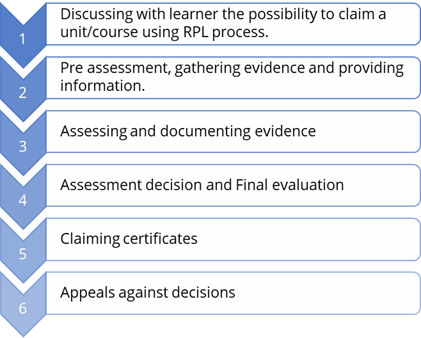 1
Discussing with learner the possibility to claim a
unit/course using RPL process.
2
Pre assessment, gathering evidence and providing
information.
3
Assessing and documenting evidence
4
Assessment decision and Final evaluation
5
Claiming certificates
6
Appeals against decisions